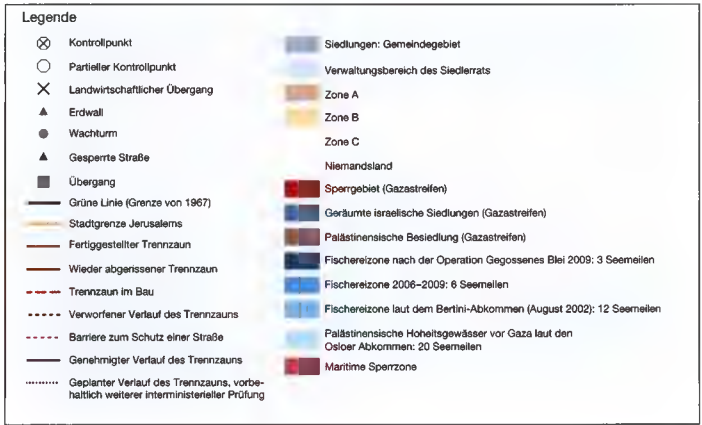 Legende
Kontrollpunkt
Partieller Kontrollpunkt
Landwirtschaftlicher Übergang
Erdwall
Wachturm
Gesperrte Straße
Übergang
Grüne Linie (Grenze von 1967)
Stadtgrenze Jerusalems
Fertiggestellter Trennzaun
Wieder abgerissener Trennzaun
Trennzaun im Bau
Verworfener Verlauf des Trennzauns
Barriere zum Schutz einer Straße
Genehmigter Verlauf des Trennzauns
Geplanter Verlauf des Trennzauns, vorbe-
haltlich weiterer interministerieller Prüfung
Siedlungen: Gemeindegebiet
Verwaltungsbereich des Siedlerrats
Zone A
Zone B
Zone C
Niemandsland
Sperrgebiet (Gazastreifen)
Geräumte israelische Siedlungen (Gazastreifen)
Palästinensische Besiedlung (Gazastreifen)
Fischereizone nach der Operation Gegossenes Blei 2009: 3 Seemeilen
Fischereizone 2006–2009: 6 Seemeilen
Fischereizone laut dem Bertini-Abkommen (August 2002): 12 Seemeilen
Palästinensische Hoheitsgewässer vor Gaza laut den
Osloer Abkommen: 20 Seemeilen
Maritime Sperrzone